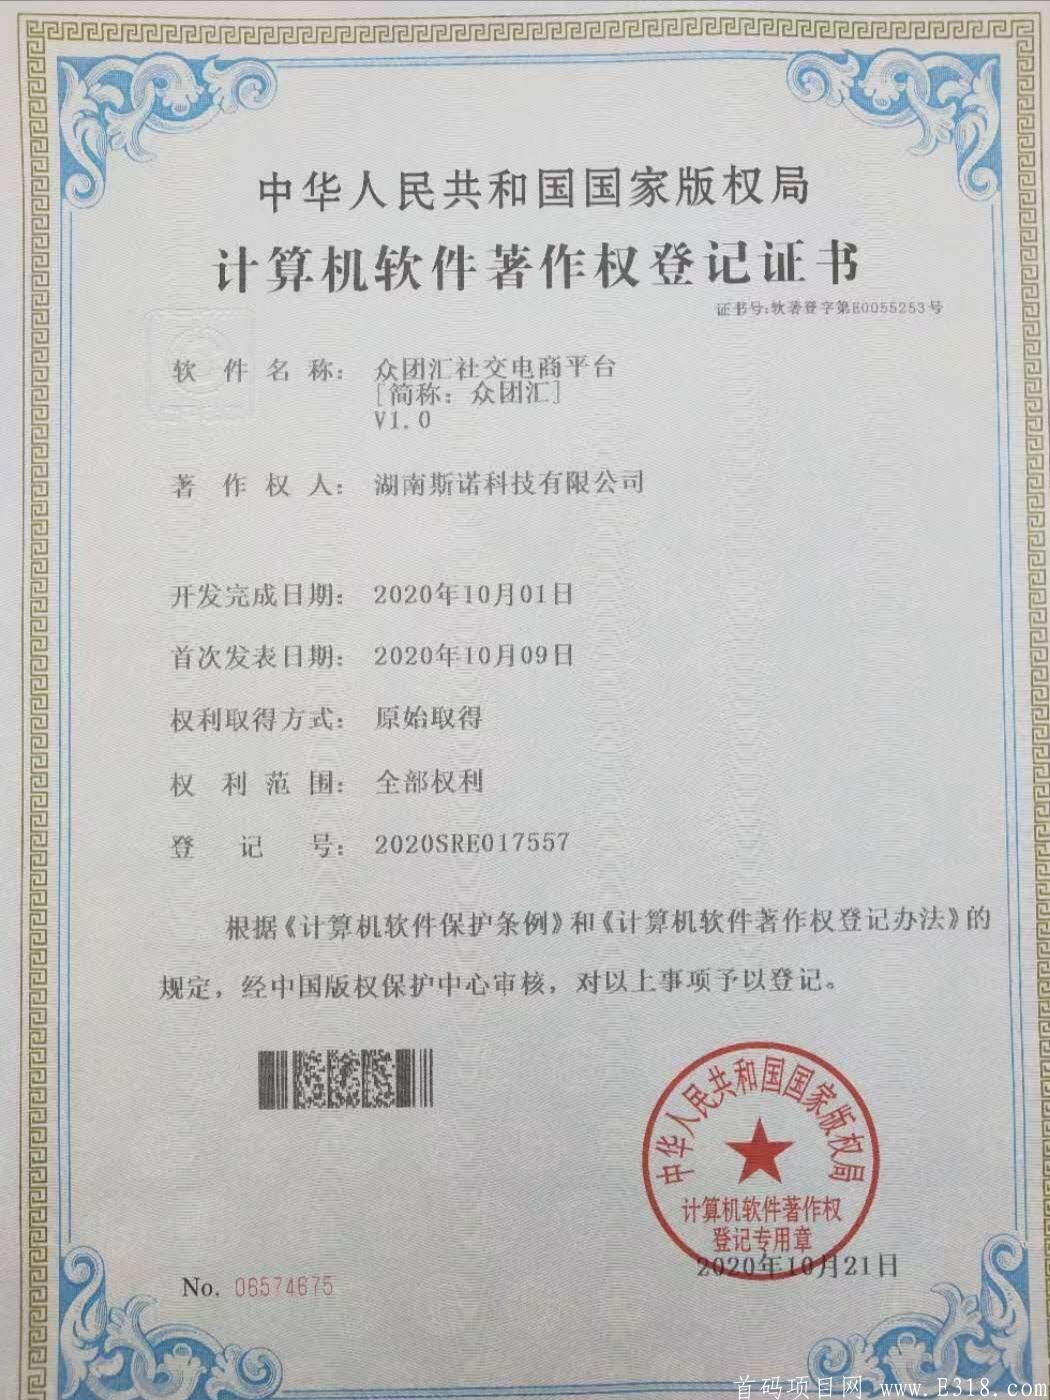 中华人民共和国国家版权局
计算机软件著作权登记证书
证书号:软著登字第E0055253号
软件名称: 众团汇社交电商平台
[简称：众团汇]
V1.0
著作权人: 湖南斯诺科技有限公司
开发完成日期: 2020年10月01日
首次发表日期: 2020年10月09日
权利取得方式: 原始取得
权利范围: 全部权利
登记号: 2020SRE017557
根据《计算机软件保护条例》和《计算机软件著作权登记办法》的
规定，经中国版权保护中心审核，对以上事项予以登记。
中华人民共和国国家版权局
计算机软件著作权
登记专用章
2020年10月21日
No. 06574675
首码项目网 www.E318.com